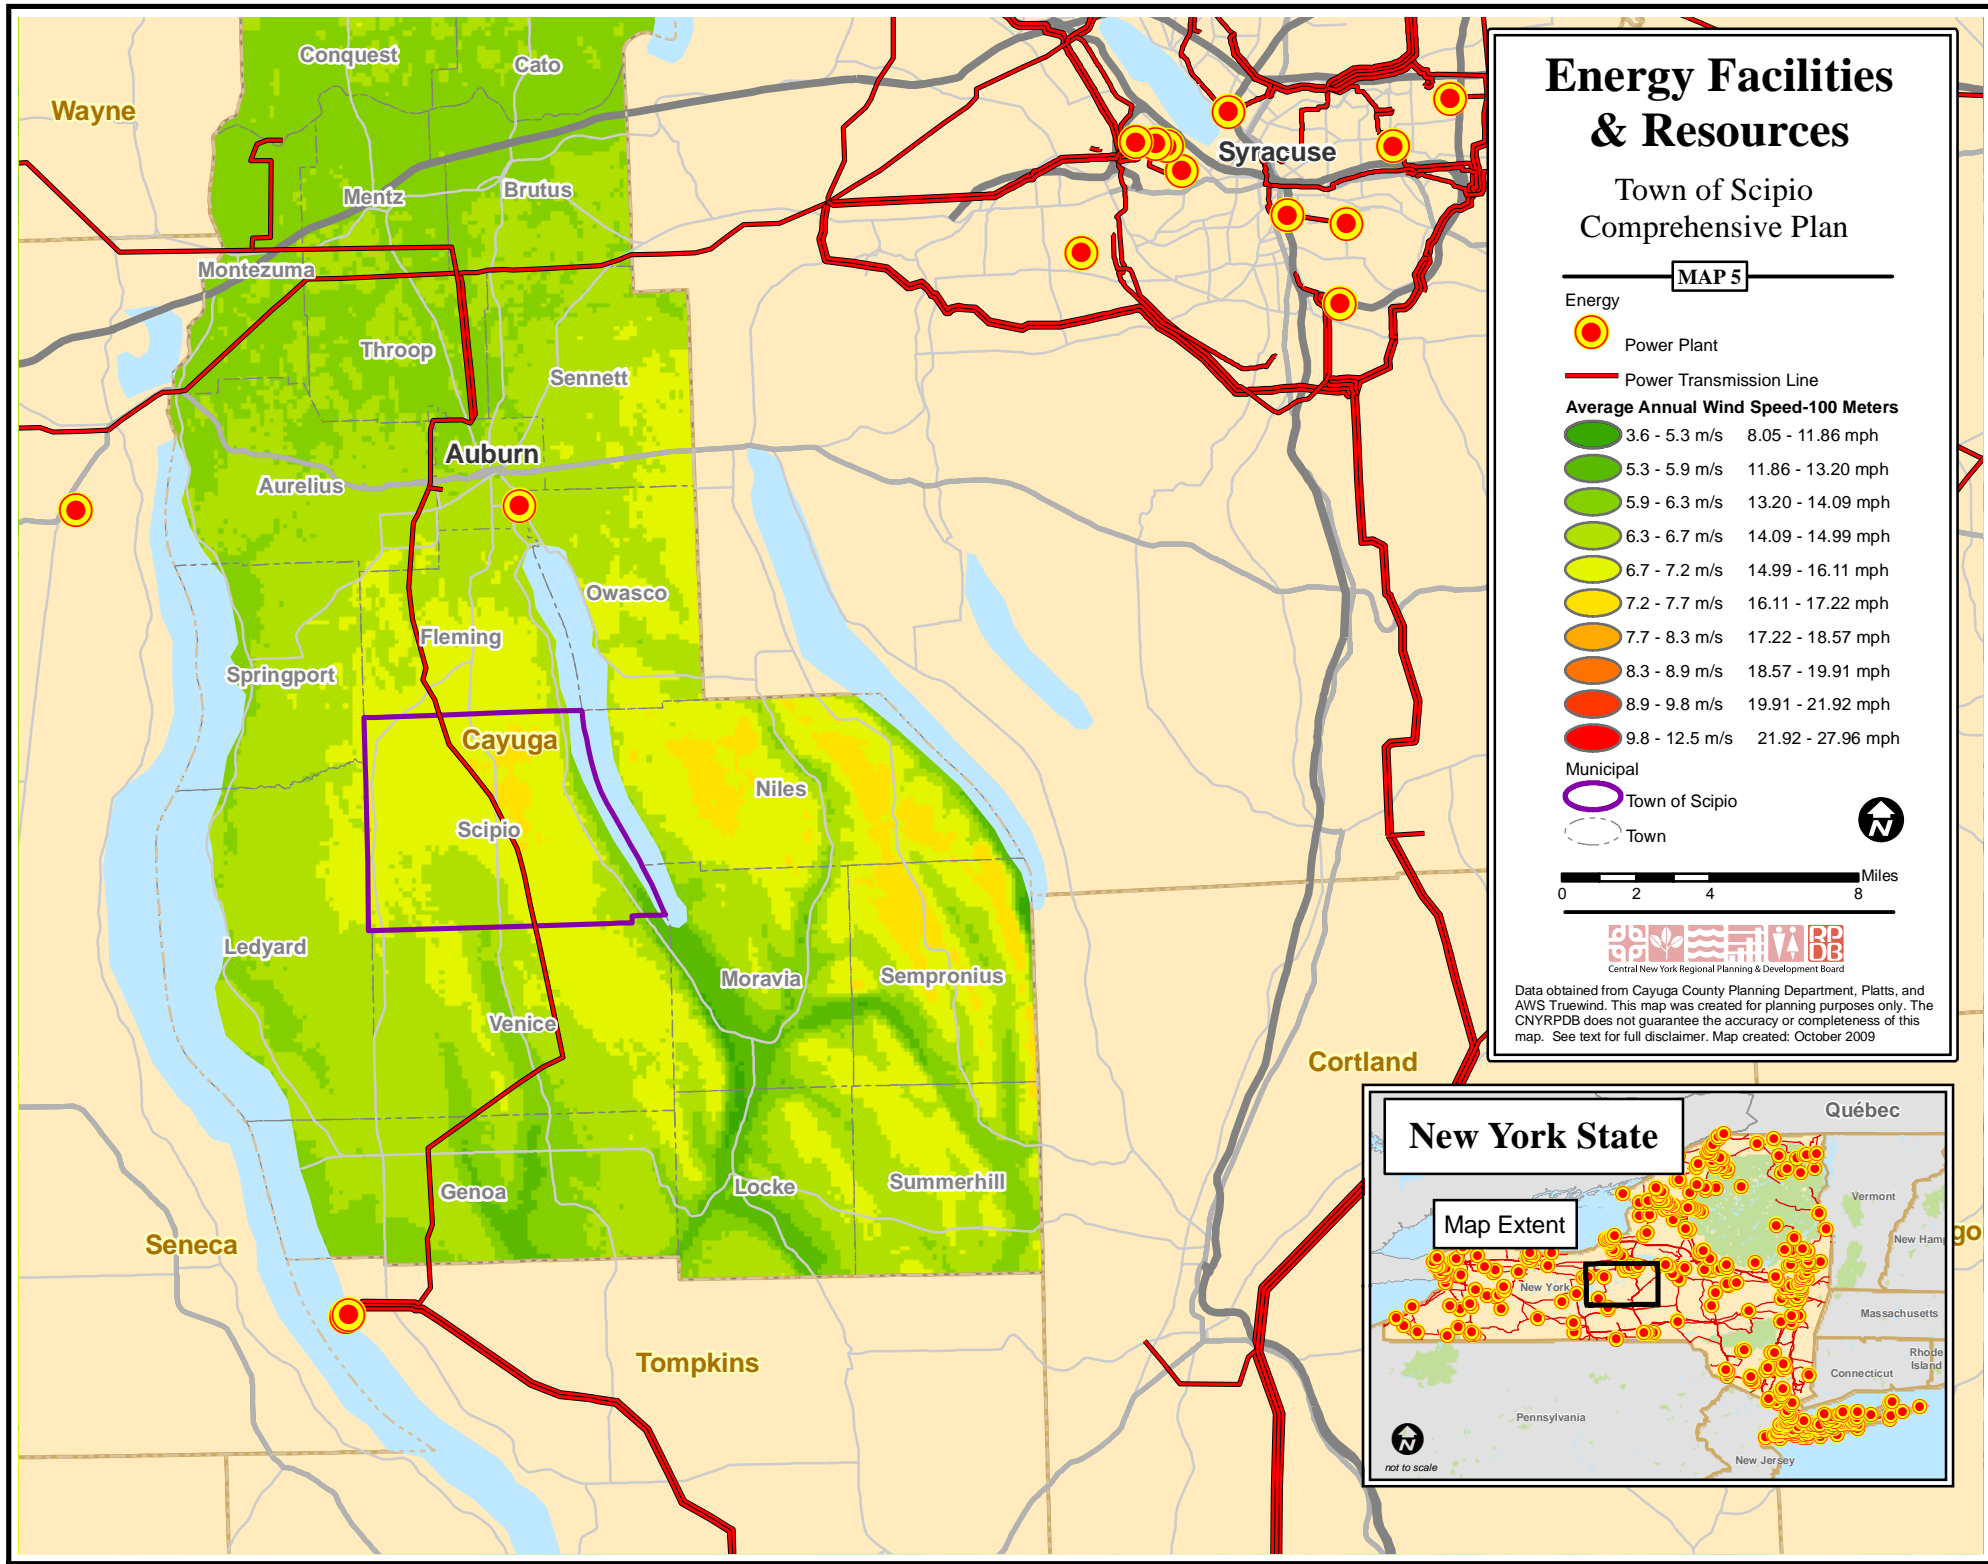 Energy Facilities
& Resources
Town of Scipio
Comprehensive Plan
MAP 5
Energy
Power Plant
Power Transmission Line
Average Annual Wind Speed-100 Meters
3.6 - 5.3 m/s 8.05 - 11.86 mph
5.3 - 5.9 m/s 11.86 - 13.20 mph
5.9 - 6.3 m/s 13.20 - 14.09 mph
6.3 - 6.7 m/s 14.09 - 14.99 mph
6.7 - 7.2 m/s 14.99 - 16.11 mph
7.2 - 7.7 m/s 16.11 - 17.22 mph
7.7 - 8.3 m/s 17.22 - 18.57 mph
8.3 - 8.9 m/s 18.57 - 19.91 mph
8.9 - 9.8 m/s 19.91 - 21.92 mph
9.8 - 12.5 m/s 21.92 - 27.96 mph
Municipal
Town of Scipio
Town
N
Miles
0 2 4 8
RP
DB
Central New York Regional Planning & Development Board
Data obtained from Cayuga County Planning Department, Platts, and
AWS Truewind. This map was created for planning purposes only. The
CNYRPDB does not guarantee the accuracy or completeness of this
map. See text for full disclaimer. Map created: October 2009
Conquest
Cato
Wayne
Mentz
Brutus
Syracuse
Montezuma
Throop
Sennett
Auburn
Aurelius
Owasco
Fleming
Springport
Cayuga
Niles
Scipio
Ledyard
Moravia
Sempronius
Venice
Cortland
Genoa
Locke
Summerhill
Seneca
Tompkins
go
New York State
Map Extent
Québec
Vermont
New Ham
New York
Massachusetts
Rhode
Island
Connecticut
Pennsylvania
New Jersey
N
not to scale